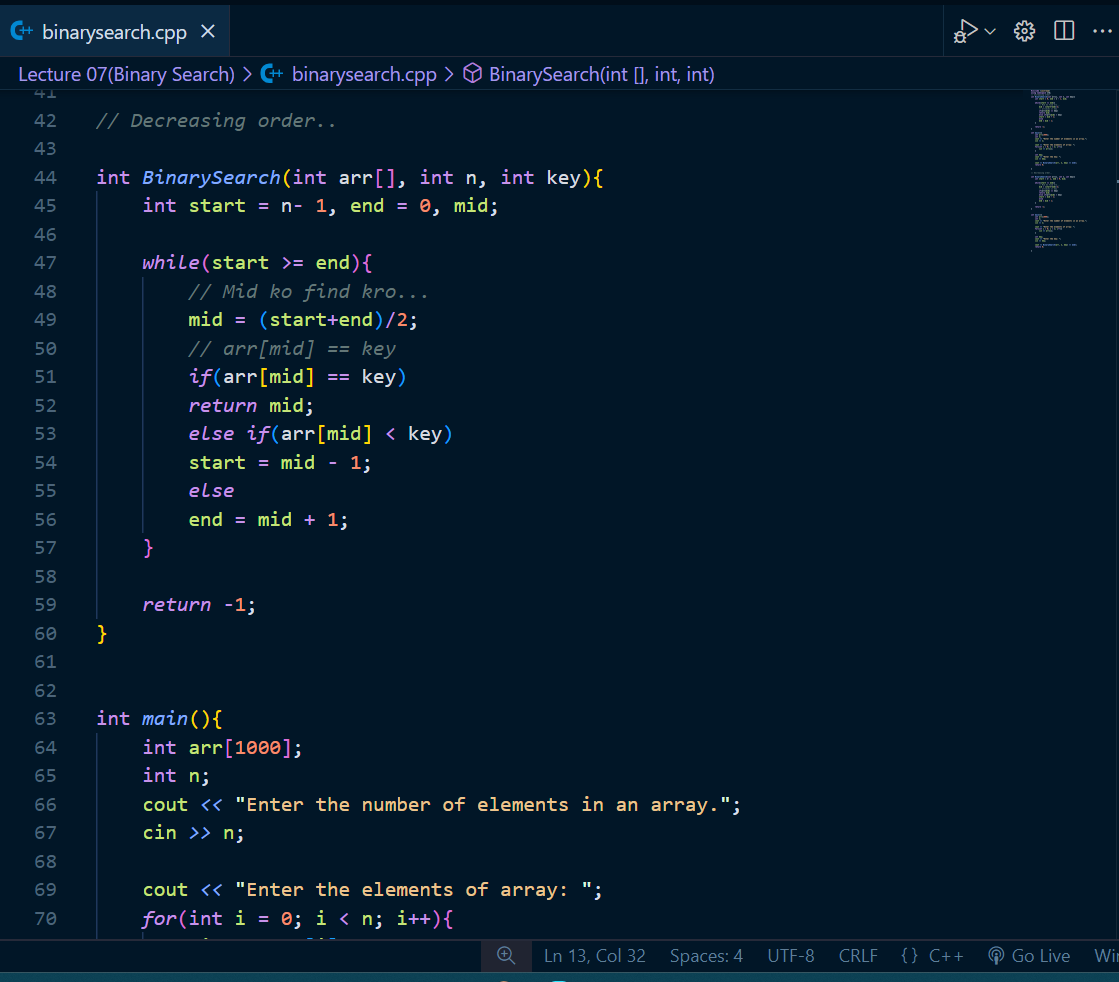 binarysearch.cpp
Lecture 07(Binary Search) > binarysearch.cpp > BinarySearch(int [], int, int)
41
42 // Decreasing order..
43
44 int BinarySearch(int arr[], int n, int key){
45 int start = n- 1, end = 0, mid;
46
47 while(start >= end){
48 // Mid ko find kro...
49 mid = (start+end)/2;
50 // arr[mid] == key
51 if(arr[mid] == key)
52 return mid;
53 else if(arr[mid] < key)
54 start = mid - 1;
55 else
56 end = mid + 1;
57 }
58
59 return -1;
60 }
61
62
63 int main(){
64 int arr[1000];
65 int n;
66 cout << "Enter the number of elements in an array.";
67 cin >> n;
68
69 cout << "Enter the elements of array: ";
70 for(int i = 0; i < n; i++){
Ln 13, Col 32 Spaces: 4 UTF-8 CRLF {} C++ Go Live